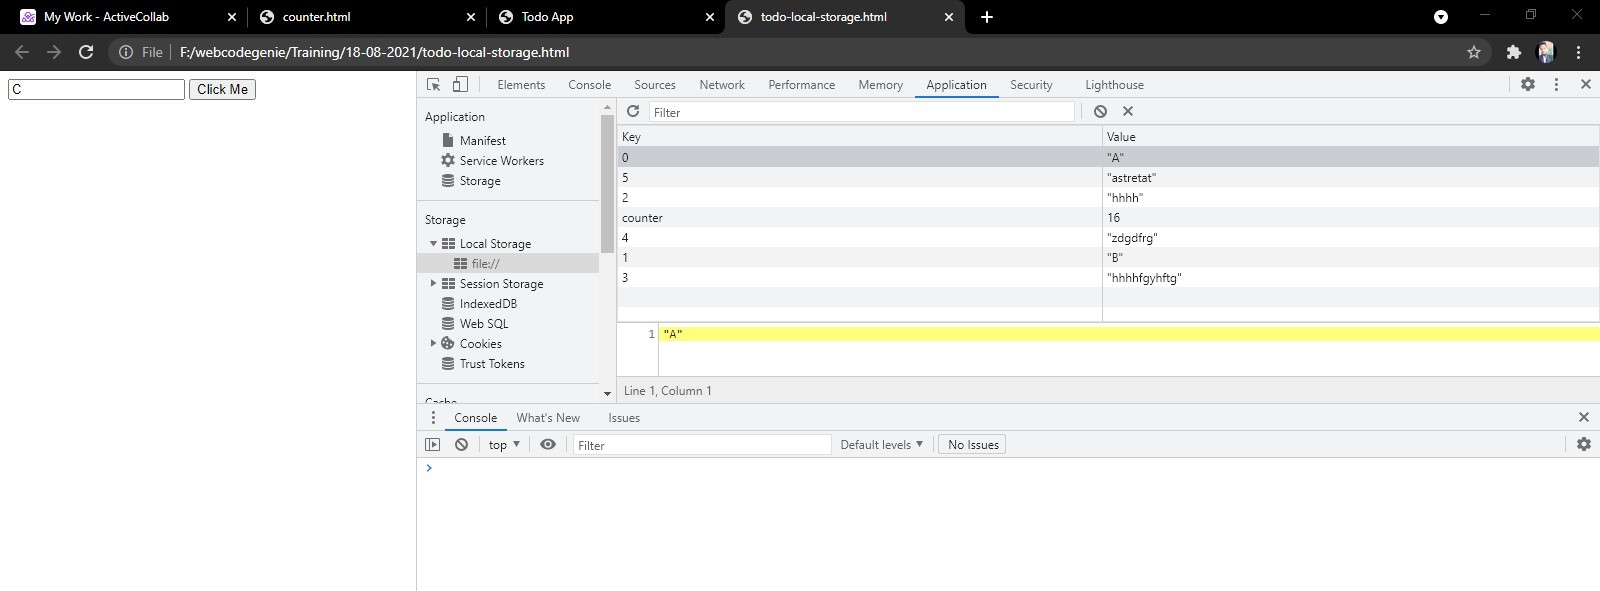 My Work - ActiveCollab
counter.html
Todo App
todo-local-storage.html
File
F:/webcodegenie/Training/18-08-2021/todo-local-storage.html
C
Click Me
Elements
Console
Sources
Network
Performance
Memory
Application
Security
Lighthouse
Application
Manifest
Service Workers
Storage
Storage
Local Storage
file://
Session Storage
IndexedDB
Web SQL
Cookies
Trust Tokens
Cache
Filter
Key Value
0 "A"
5 "astretat"
2 "hhhh"
counter 16
4 "zdgdfrg"
1 "B"
3 "hhhhfgyhftg"
1 "A"
Line 1, Column 1
Console
What's New
Issues
top
Filter
Default levels
No Issues